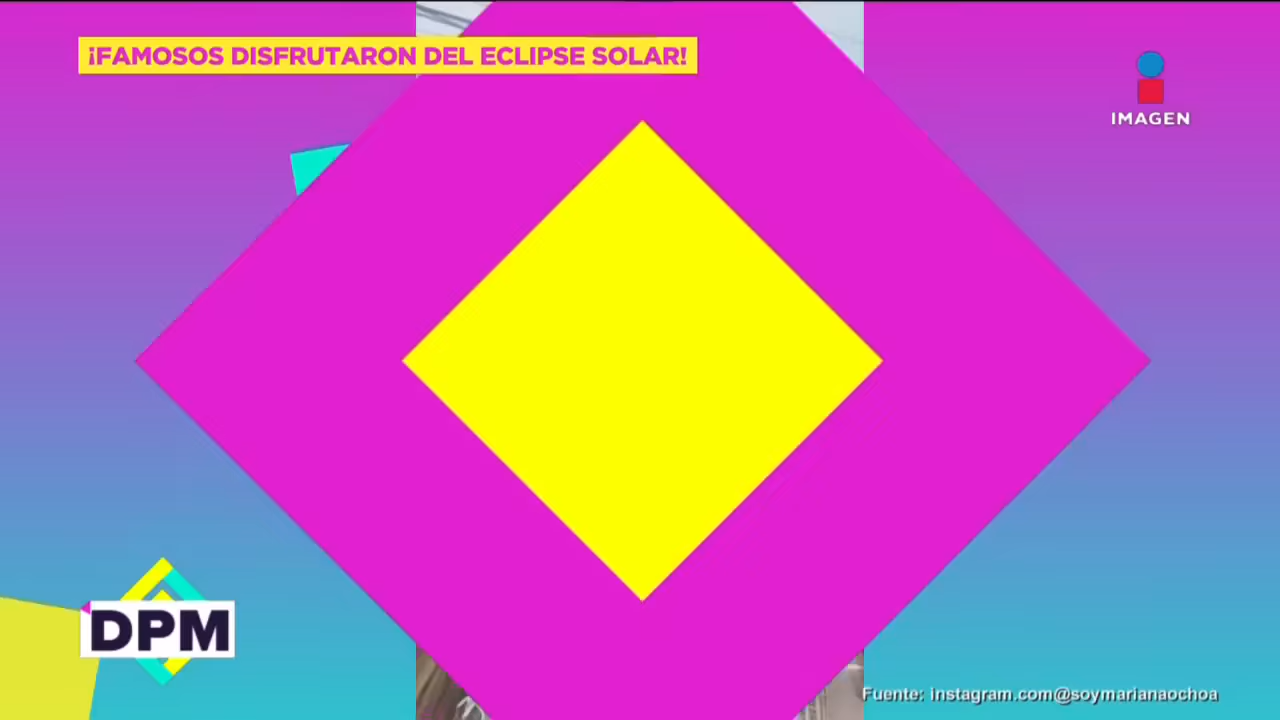 ¡FAMOSOS DISFRUTARON DEL ECLIPSE SOLAR!
IMAGEN
DPM
Fuente: instagram.com@soymarianaochoa